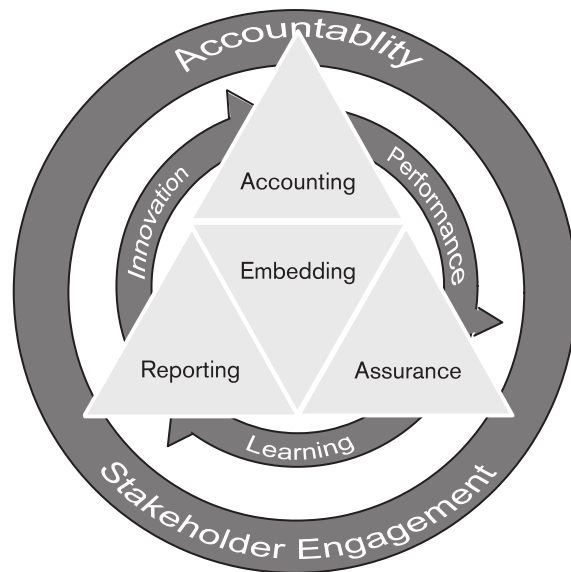 Accountablity
Performance
Innovation
Accounting
Embedding
Reporting
Assurance
Learning
Stakeholder Engagement